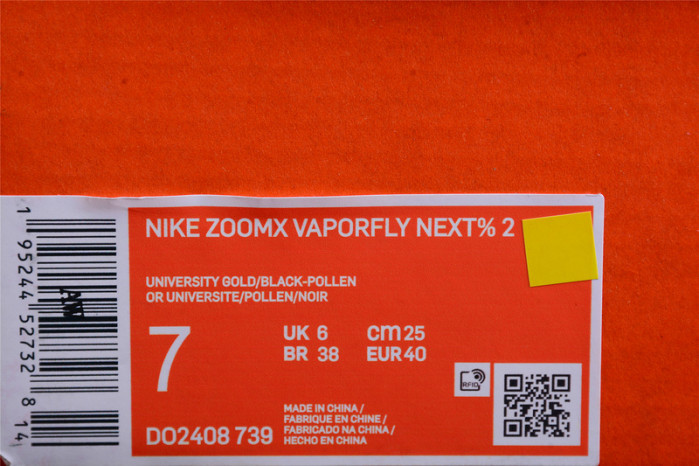 NIKE ZOOMX VAPORFLY NEXT% 2
UNIVERSITY GOLD/BLACK-POLLEN
OR UNIVERSITE/POLLEN/NOIR
7
UK 6 cm 25
BR 38 EUR 40
RFID
DO2408 739
MADE IN CHINA /
FABRIQUE EN CHINE /
FABRICADO NA CHINA /
HECHO EN CHINA
1 95244 52732 8 14
AW